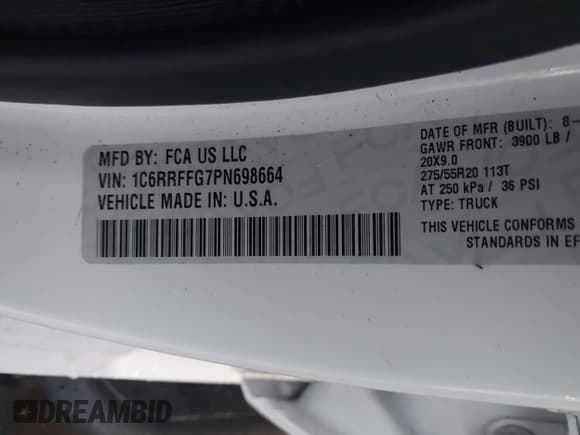 MFD BY: FCA US LLC
VIN: 1C6RRFFG7PN698664
VEHICLE MADE IN: U.S.A.
DATE OF MFR (BUILT): 8-
GAWR FRONT: 3900 LB /
20X9.0
275/55R20 113T
AT 250 kPa / 36 PSI
TYPE: TRUCK
THIS VEHICLE CONFORMS
STANDARDS IN EF
DREAMBID